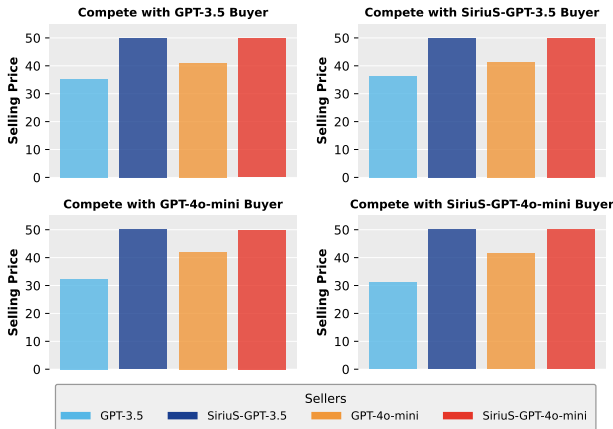 Compete with GPT-3.5 Buyer
Compete with SiriuS-GPT-3.5 Buyer
Selling Price
50
40
30
20
10
0
Selling Price
50
40
30
20
10
0
Compete with GPT-4o-mini Buyer
Compete with SiriuS-GPT-4o-mini Buyer
Selling Price
50
40
30
20
10
0
Selling Price
50
40
30
20
10
0
Sellers
GPT-3.5 SiriuS-GPT-3.5 GPT-4o-mini SiriuS-GPT-4o-mini